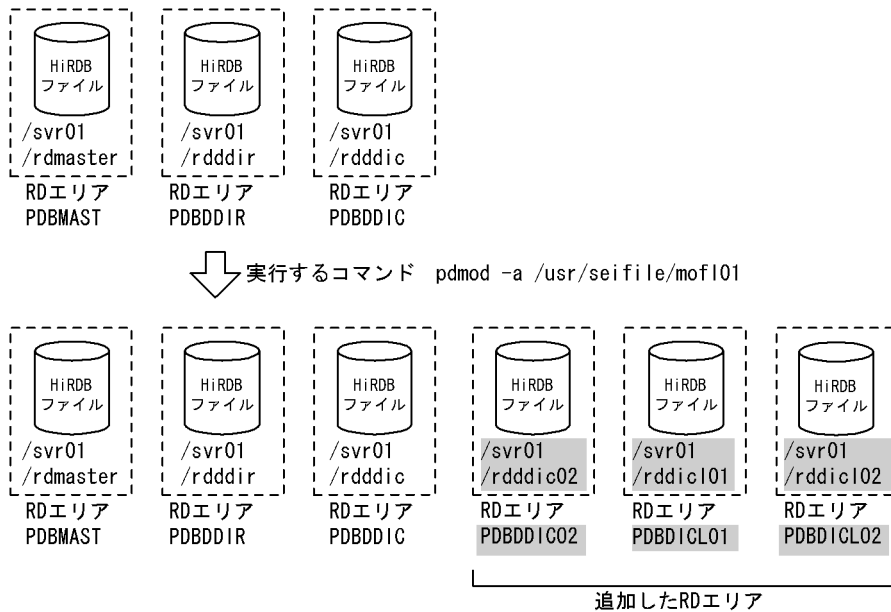 HiRDB
ファイル
/svr01
/rdmaster
RDエリア
PDBMAST
HiRDB
ファイル
/svr01
/rdddir
RDエリア
PDBDDIR
HiRDB
ファイル
/svr01
/rdddic
RDエリア
PDBDDIC
実行するコマンド pdmod -a /usr/seifile/mofl01
HiRDB
ファイル
/svr01
/rdmaster
RDエリア
PDBMAST
HiRDB
ファイル
/svr01
/rdddir
RDエリア
PDBDDIR
HiRDB
ファイル
/svr01
/rdddic
RDエリア
PDBDDIC
HiRDB
ファイル
/svr01
/rdddic02
RDエリア
PDBDDIC02
HiRDB
ファイル
/svr01
/rddicl01
RDエリア
PDBDICL01
HiRDB
ファイル
/svr01
/rddicl02
RDエリア
PDBDICL02
追加したRDエリア